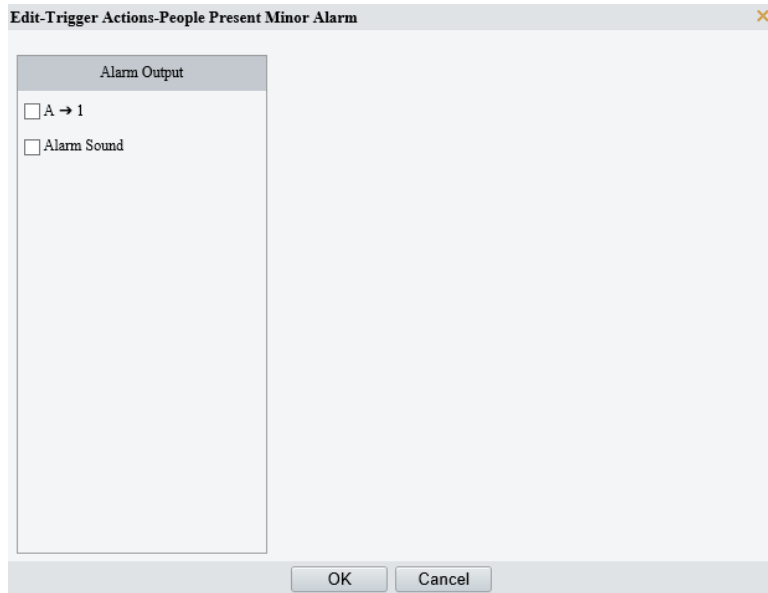 Edit-Trigger Actions-People Present Minor Alarm
Alarm Output
A ➔ 1
Alarm Sound
OK
Cancel